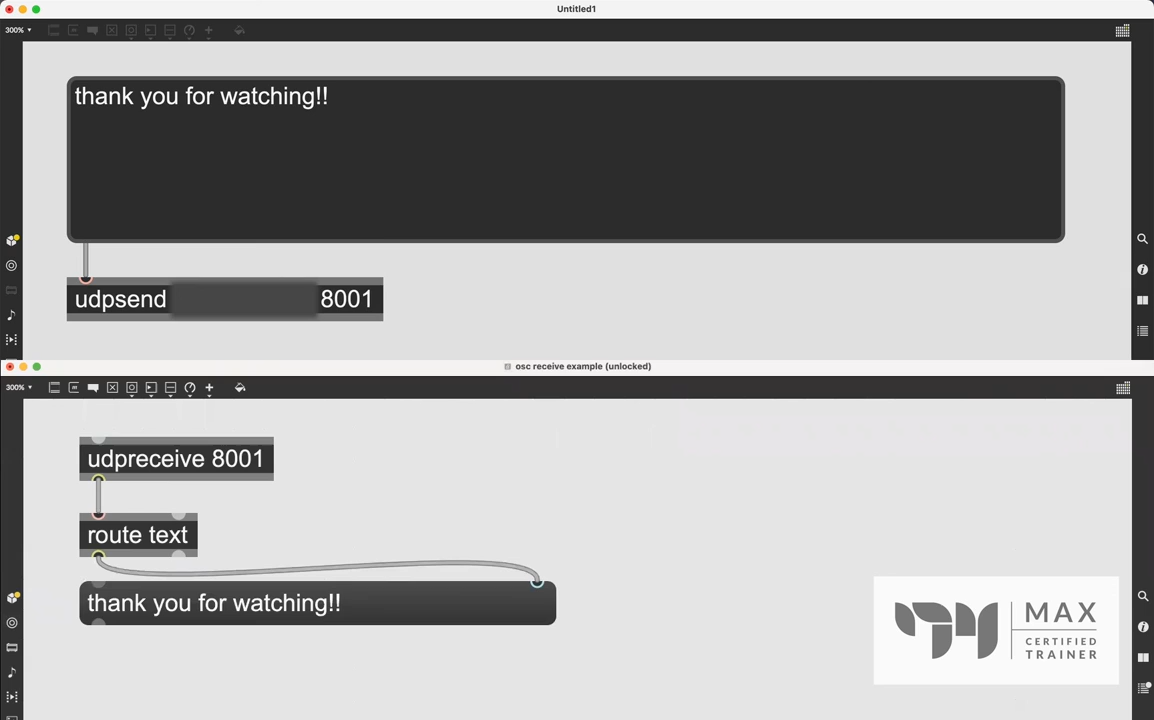 Untitled1
300%
thank you for watching!!
udpsend 8001
osc receive example (unlocked)
300%
udpreceive 8001
route text
thank you for watching!!
MAX
CERTIFIED
TRAINER